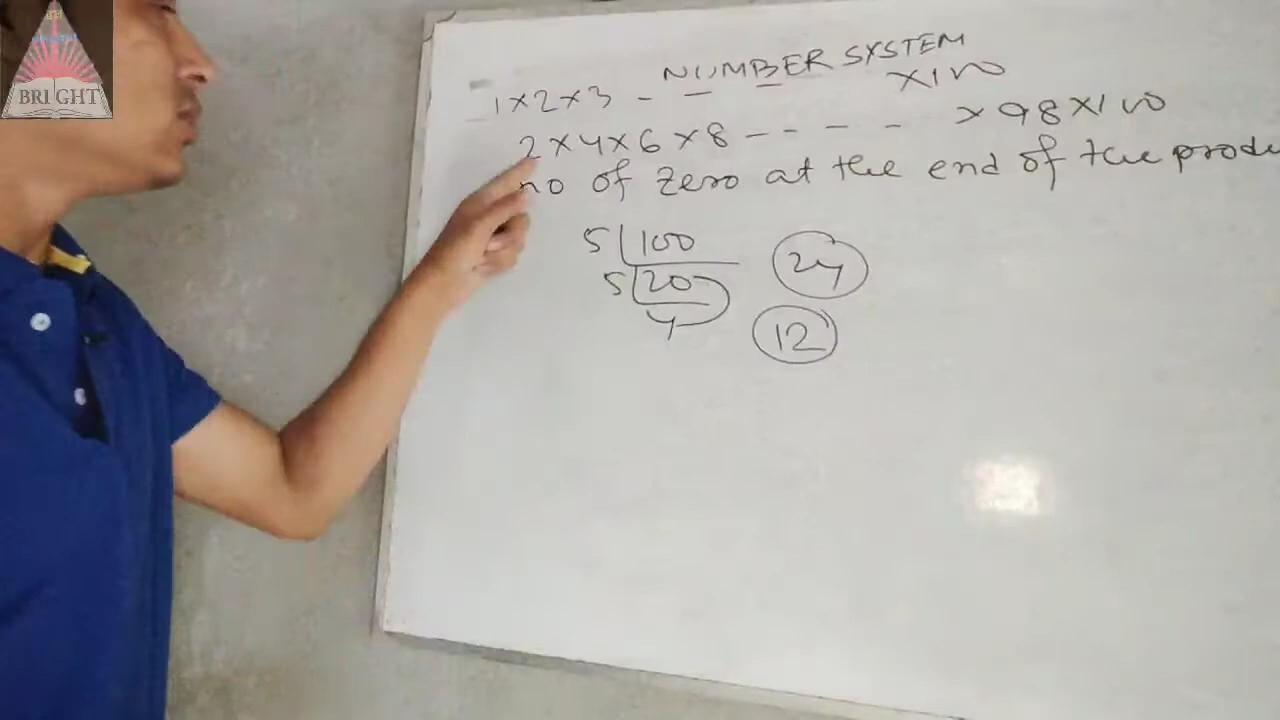 BRIGHT
NUMBER SYSTEM
1×2×3 - - - ×100
2×4×6×8 - - - - ×98×100
no of zero at the end of the produ
5 100
5 20
4
24
12